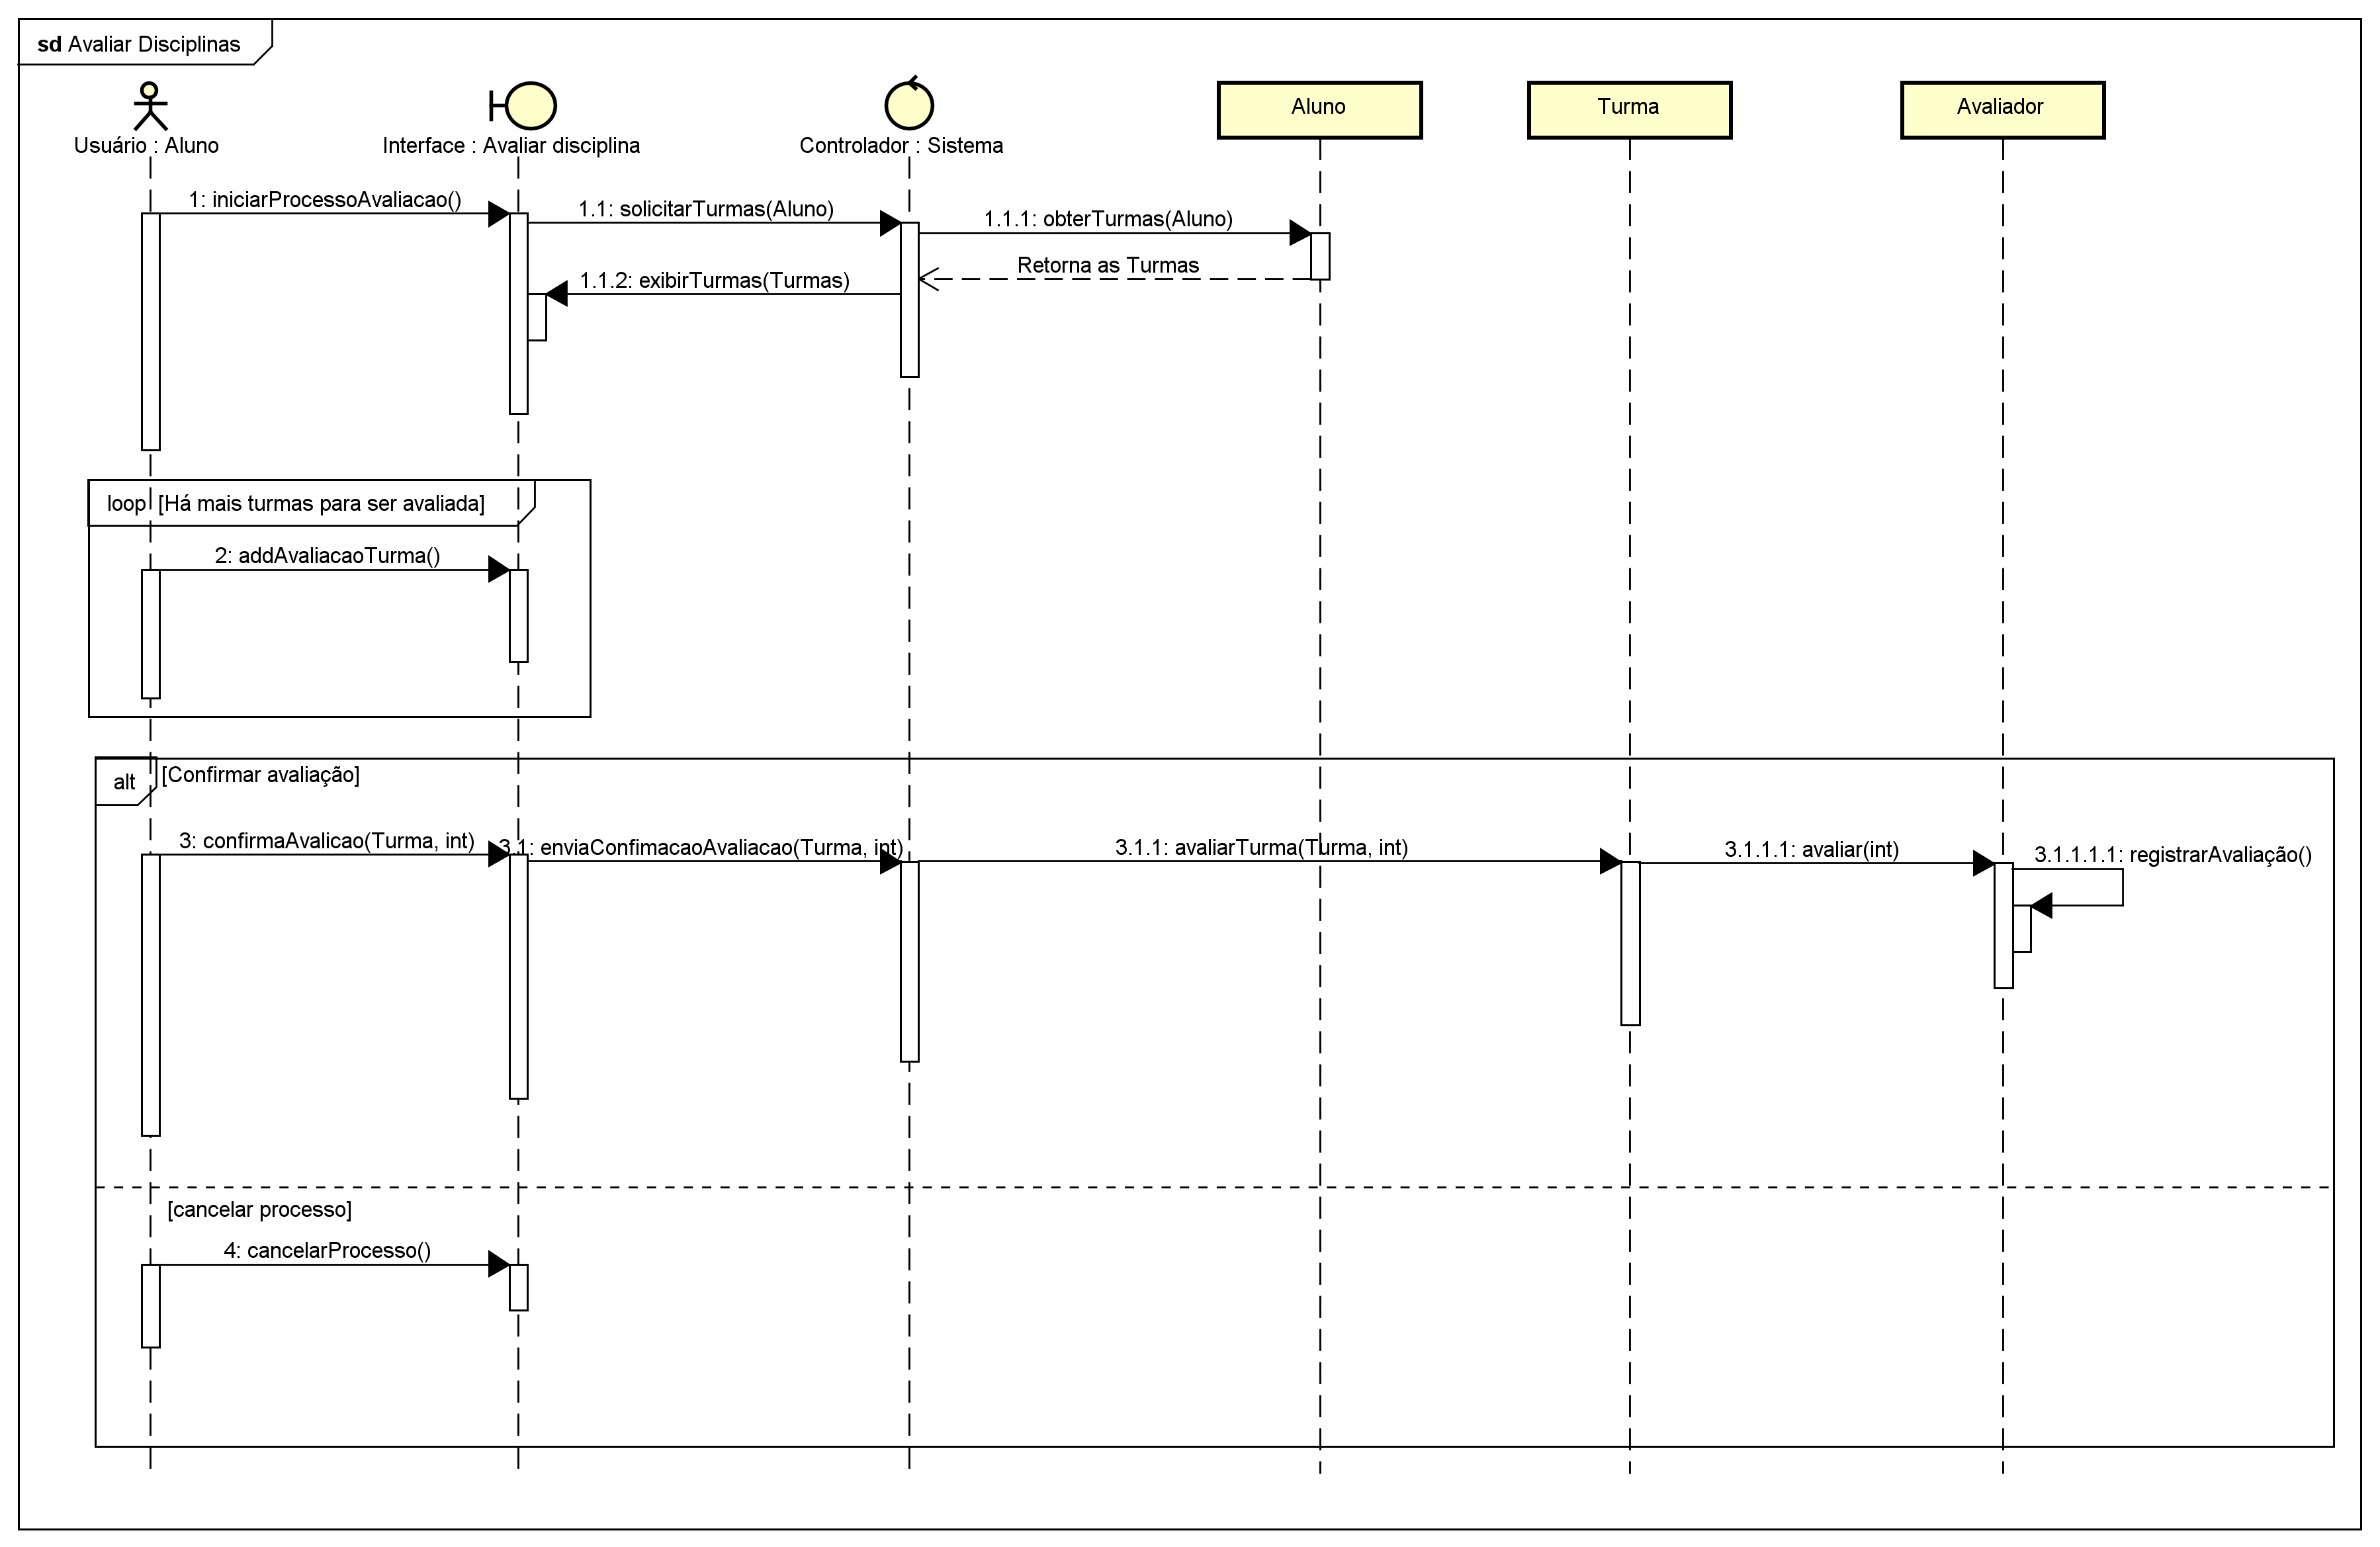 sd Avaliar Disciplinas
Aluno
Turma
Avaliador
Usuário : Aluno
Interface : Avaliar disciplina
Controlador : Sistema
1: iniciarProcessoAvaliacao()
1.1: solicitarTurmas(Aluno)
1.1.1: obterTurmas(Aluno)
Retorna as Turmas
1.1.2: exibirTurmas(Turmas)
loop [Há mais turmas para ser avaliada]
2: addAvaliacaoTurma()
alt [Confirmar avaliação]
3: confirmaAvalicao(Turma, int)
3.1: enviaConfimacaoAvaliacao(Turma, int)
3.1.1: avaliarTurma(Turma, int)
3.1.1.1: avaliar(int)
3.1.1.1.1: registrarAvaliação()
[cancelar processo]
4: cancelarProcesso()